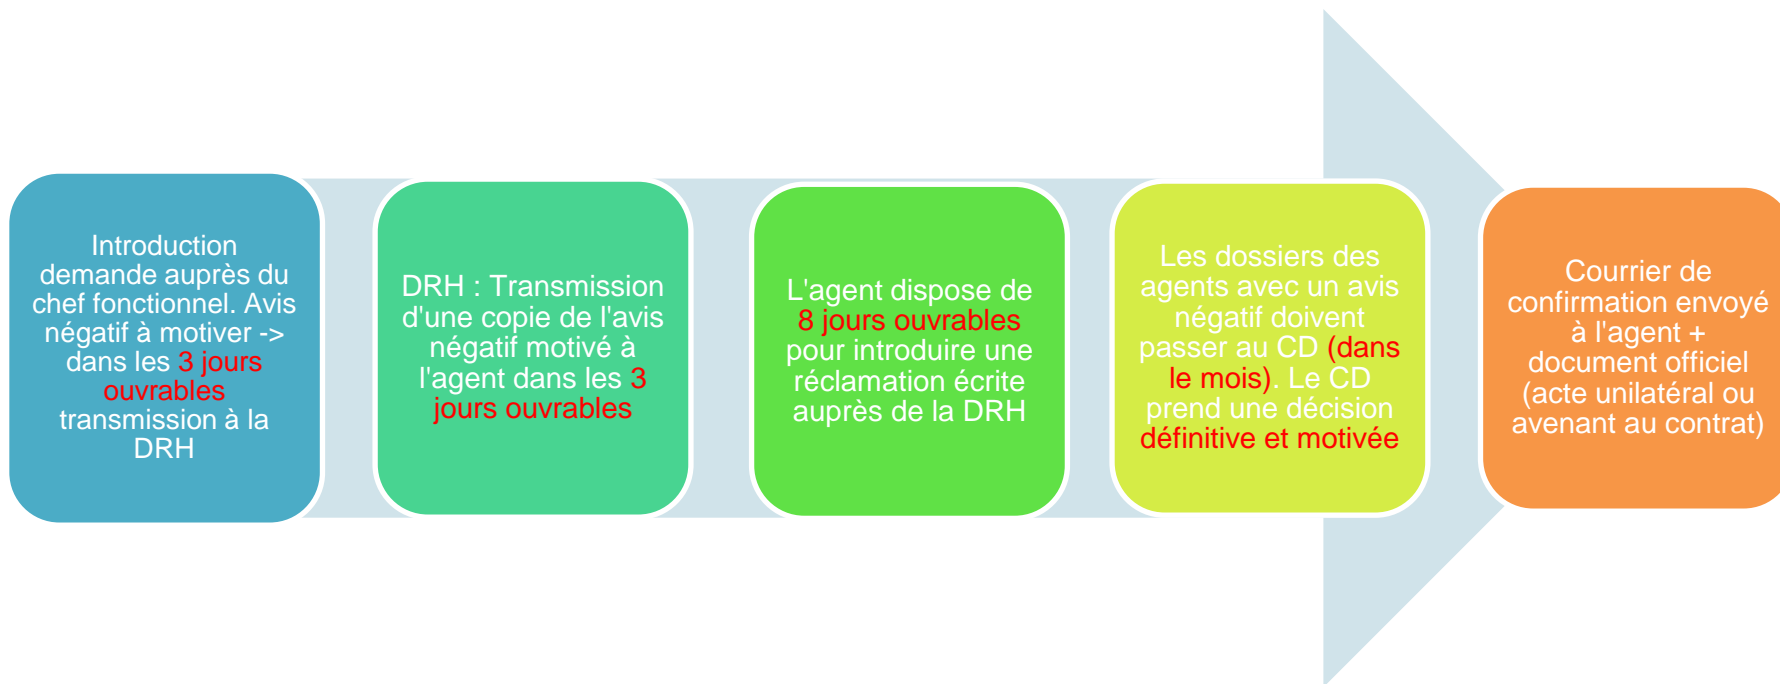 Introduction
demande auprès du
chef fonctionnel. Avis
négatif à motiver ->
dans les 3 jours
ouvrables
transmission à la
DRH
DRH : Transmission
d'une copie de l'avis
négatif motivé à
l'agent dans les 3
jours ouvrables
L'agent dispose de
8 jours ouvrables
pour introduire une
réclamation écrite
auprès de la DRH
Les dossiers des
agents avec un avis
négatif doivent
passer au CD (dans
le mois). Le CD
prend une décision
définitive et motivée
Courrier de
confirmation envoyé
à l'agent +
document officiel
(acte unilatéral ou
avenant au contrat)